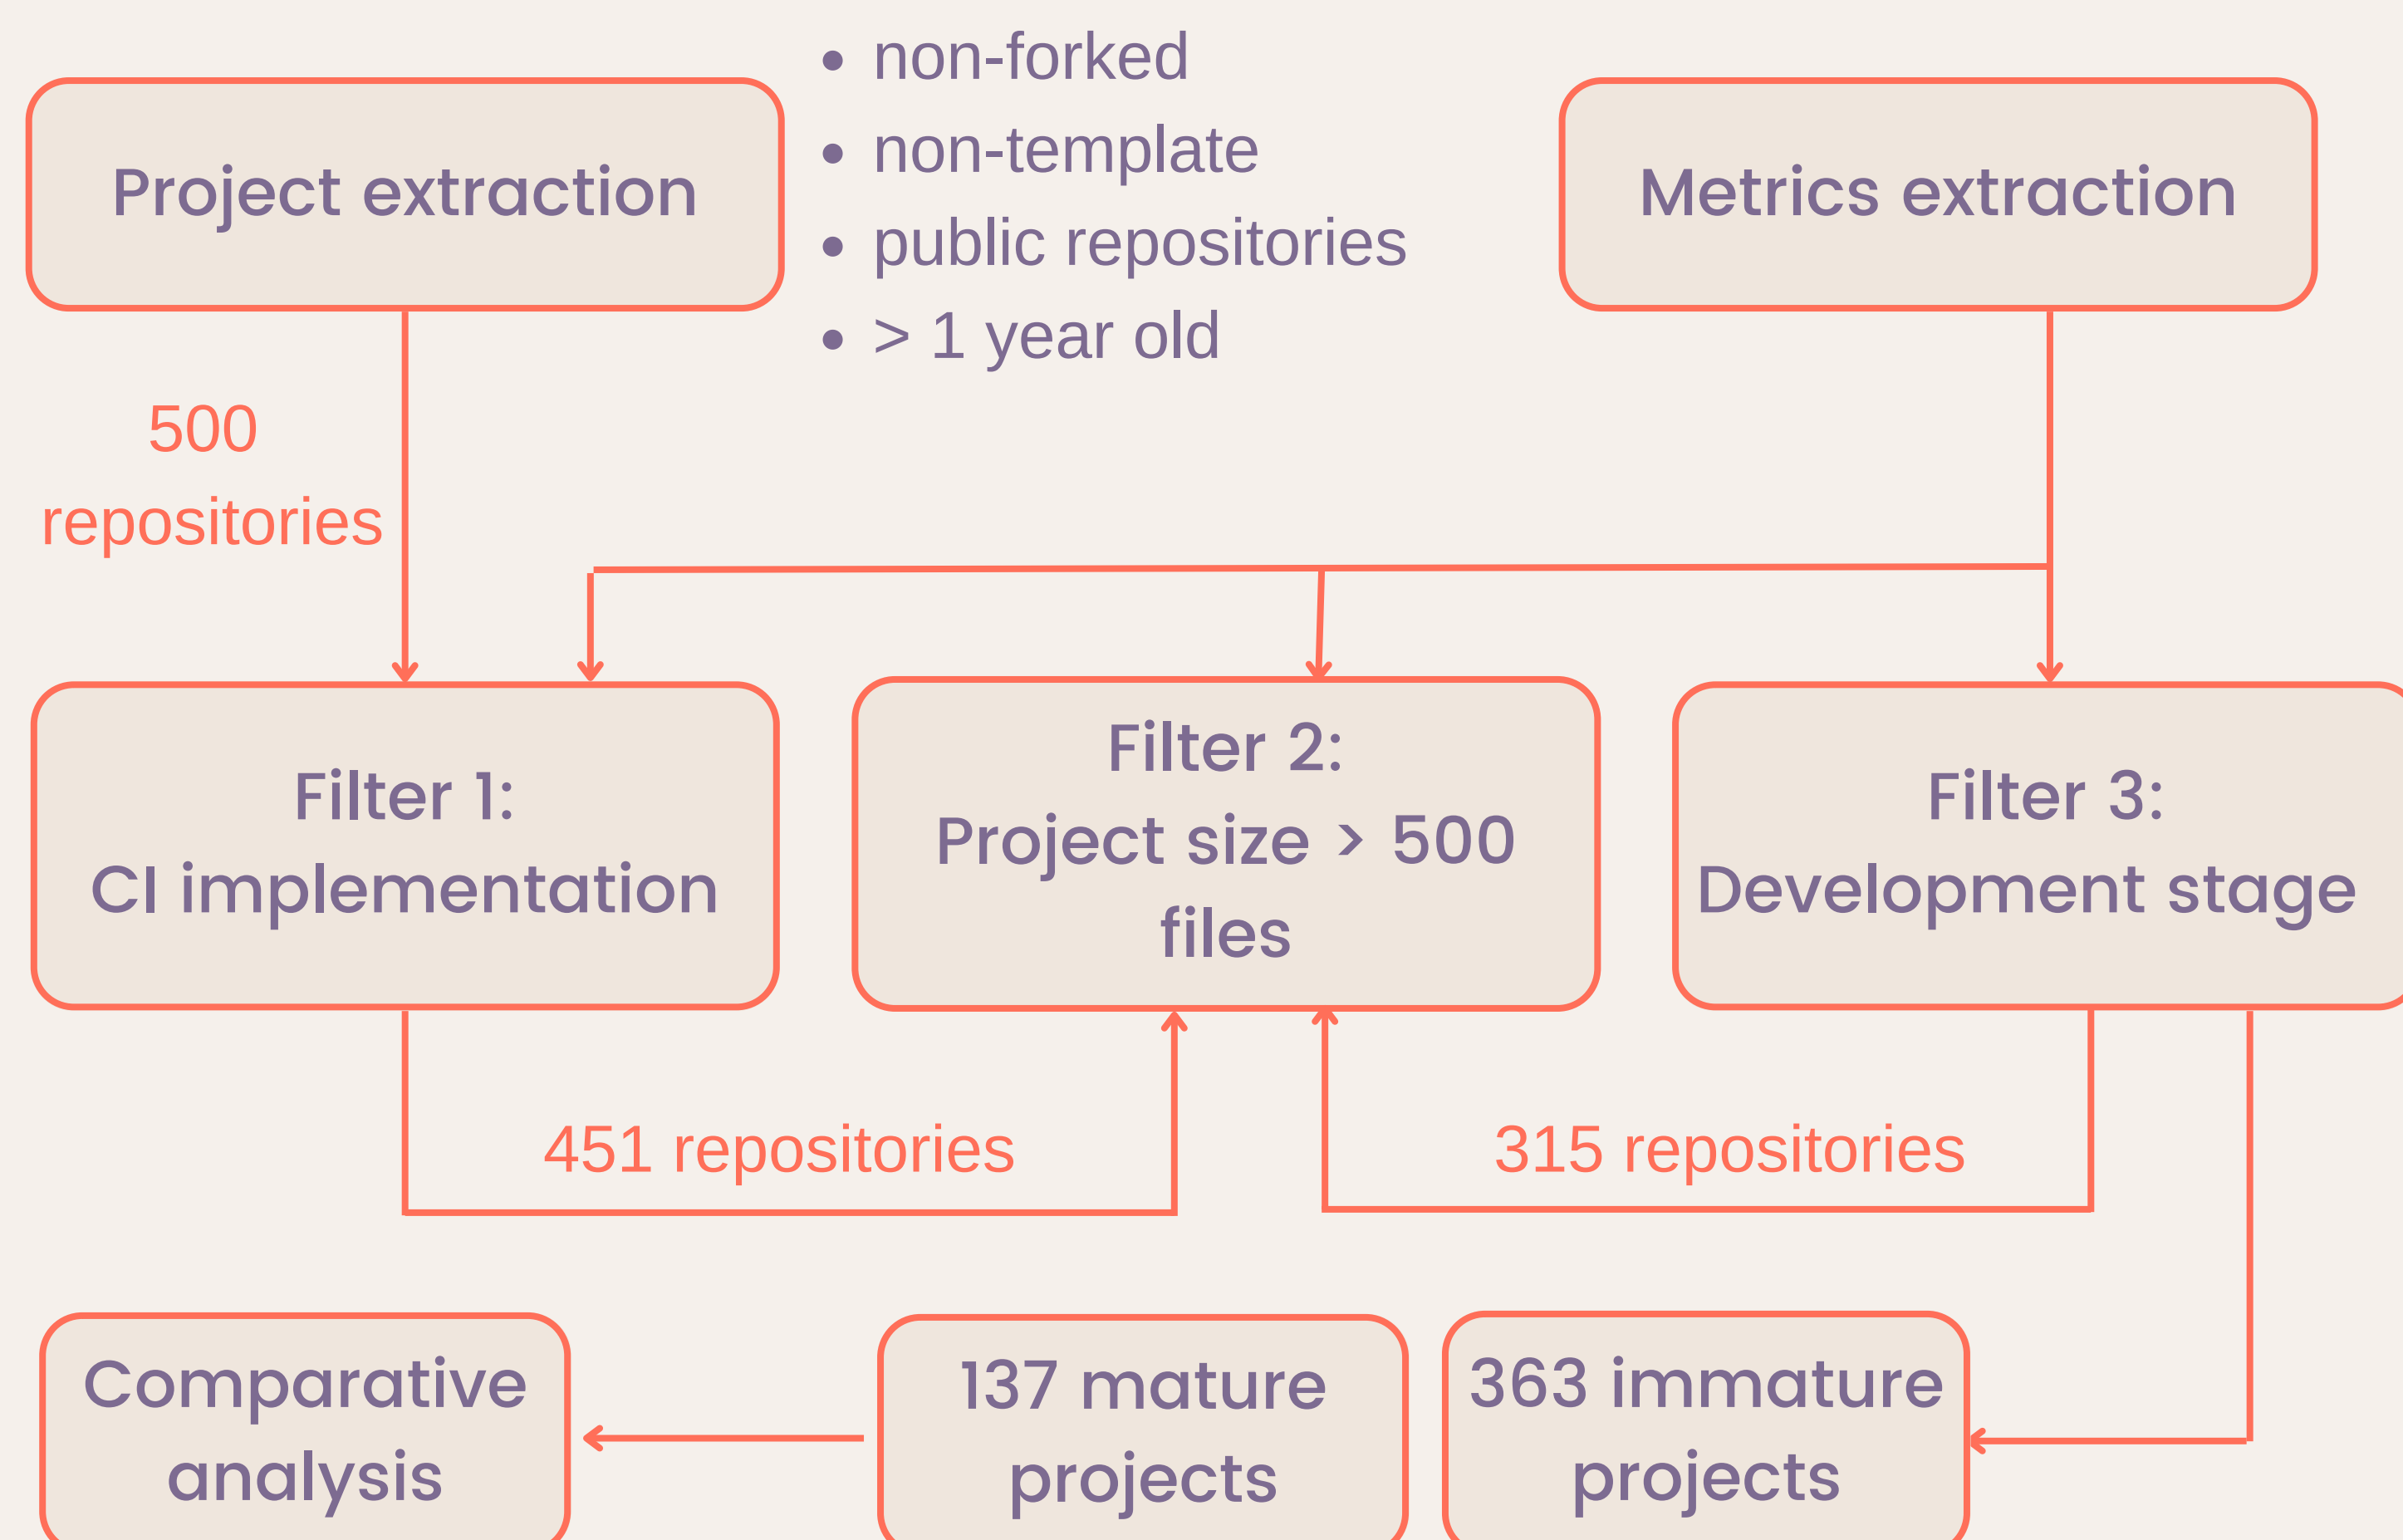 Project extraction
• non-forked
• non-template
• public repositories
• > 1 year old
Metrics extraction
500
repositories
Filter 1:
CI implementation
Filter 2:
Project size > 500
files
Filter 3:
Development stage
451 repositories
315 repositories
Comparative
analysis
137 mature
projects
363 immature
projects